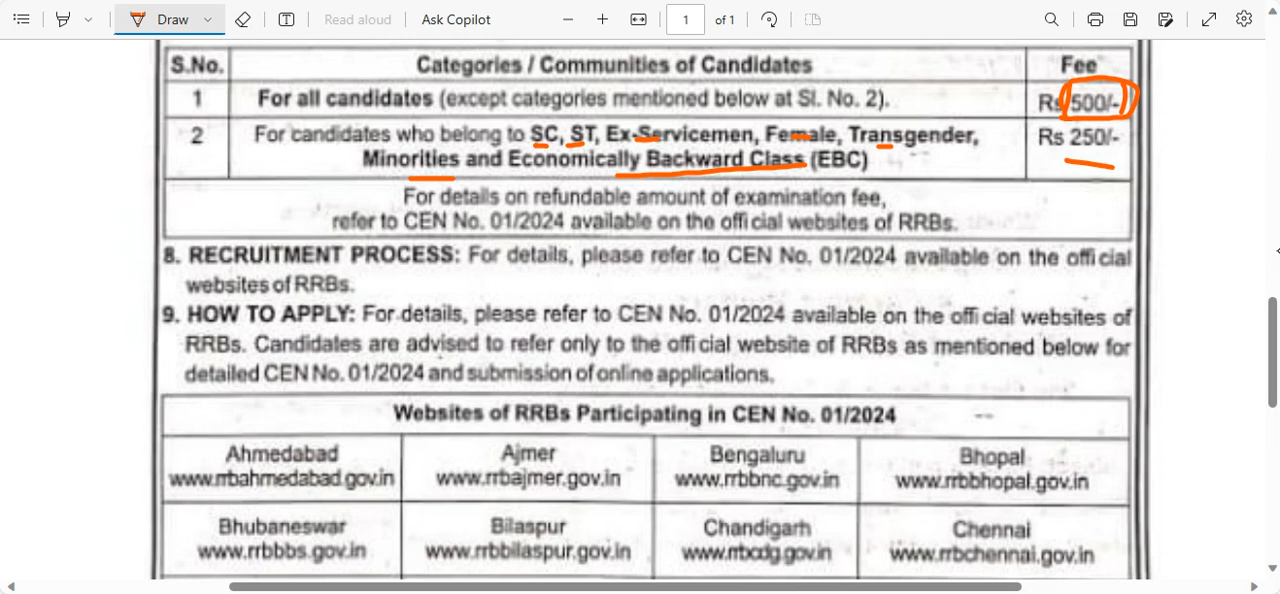 Draw
Read aloud
Ask Copilot
1
of 1
S.No.
Categories / Communities of Candidates
Fee
1
For all candidates (except categories mentioned below at Sl. No. 2).
Rs 500/-
2
For candidates who belong to SC, ST, Ex-Servicemen, Female, Transgender,
Minorities and Economically Backward Class (EBC)
Rs 250/-
For details on refundable amount of examination fee,
refer to CEN No. 01/2024 available on the official websites of RRBs.
8. RECRUITMENT PROCESS: For details, please refer to CEN No. 01/2024 available on the official
websites of RRBs.
9. HOW TO APPLY: For details, please refer to CEN No. 01/2024 available on the official websites of
RRBs. Candidates are advised to refer only to the official website of RRBs as mentioned below for
detailed CEN No. 01/2024 and submission of online applications.
Websites of RRBs Participating in CEN No. 01/2024
Ahmedabad
www.rrbahmedabad.gov.in
Ajmer
www.rrbajmer.gov.in
Bengaluru
www.rrbbnc.gov.in
Bhopal
www.rrbbhopal.gov.in
Bhubaneswar
www.rrbbbs.gov.in
Bilaspur
www.rrbbilaspur.gov.in
Chandigarh
www.rrbcdg.gov.in
Chennai
www.rrbchennai.gov.in